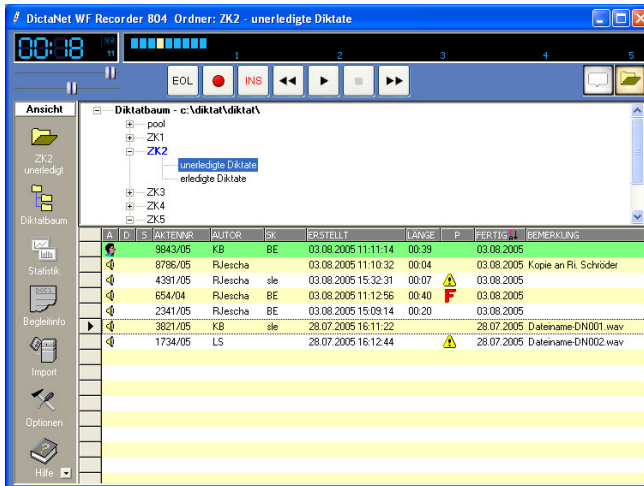 DictaNet WF Recorder 804 Ordner: ZK2 - unerledigte Diktate
00:18
11
1 2 3 4 5
EOL INS
Ansicht
Diktatbaum - c:\diktat\diktat\
pool
ZK1
ZK2
unerledigte Diktate
erledigte Diktate
ZK3
ZK4
ZK5
ZK2
unerledigt
Diktatbaum
Statistik
Begleitinfo
Import
Optionen
Hilfe
A D S AKTENNR AUTOR SK ERSTELLT LÄNGE P FERTIG BEMERKUNG
9843/05 KB BE 03.08.2005 11:11:14 00:39 03.08.2005
8786/05 RJescha 03.08.2005 11:10:32 00:04 03.08.2005 Kopie an Ri. Schröder
4391/05 RJescha sle 03.08.2005 15:32:31 00:07 03.08.2005
654/04 RJescha BE 03.08.2005 11:12:56 00:40 F 03.08.2005
2341/05 RJescha BE 03.08.2005 15:09:14 00:20 03.08.2005
3821/05 KB sle 28.07.2005 16:11:22 28.07.2005 Dateiname-DN001.wav
1734/05 LS 28.07.2005 16:12:44 28.07.2005 Dateiname-DN002.wav